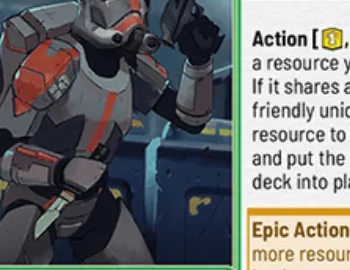 Action [1,
a resource y
If it shares a
friendly uni
resource to
and put the
deck into pla
Epic Action
more resour